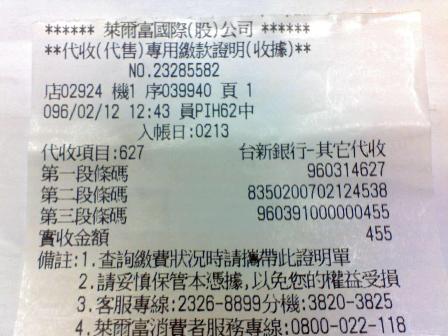 ****** 萊爾富國際(股)公司 ******
**代收(代售)專用繳款證明(收據)**
NO.23285582
店02924 機1 序039940 頁 1
096/02/12 12:43 員PIH62中
入帳日:0213
代收項目:627 台新銀行-其它代收
第一段條碼 960314627
第二段條碼 8350200702124538
第三段條碼 960391000000455
實收金額 455
備註:1.查詢繳費狀況時請攜帶此證明單
2.請妥慎保管本憑據,以免您的權益受損
3.客服專線:2326-8899分機:3820-3825
4.萊爾富消費者服務專線:0800-022-118